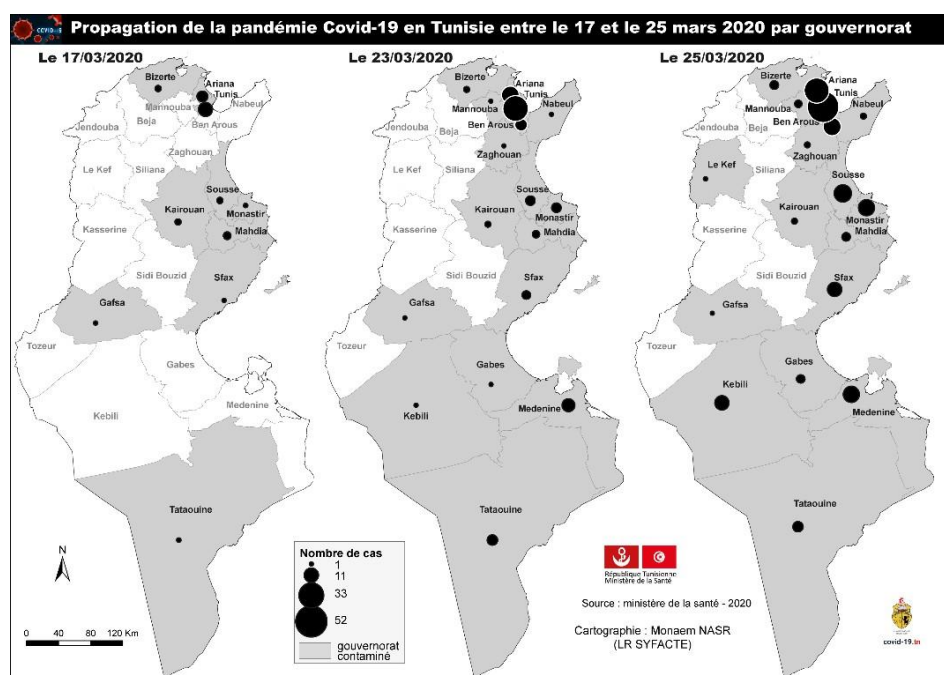 COVID-19
Propagation de la pandémie Covid-19 en Tunisie entre le 17 et le 25 mars 2020 par gouvernorat
Le 17/03/2020
Bizerte
Ariana
Tunis
Mannouba
Nabeul
Jendouba
Beja
Ben Arous
Zaghouan
Le Kef
Siliana
Sousse
Kairouan
Monastir
Kasserine
Mahdia
Sidi Bouzid
Sfax
Gafsa
Tozeur
Gabes
Kebili
Medenine
Tataouine
Le 23/03/2020
Bizerte
Ariana
Tunis
Mannouba
Nabeul
Jendouba
Beja
Ben Arous
Zaghouan
Le Kef
Siliana
Sousse
Kairouan
Monastir
Kasserine
Mahdia
Sidi Bouzid
Sfax
Gafsa
Tozeur
Gabes
Kebili
Medenine
Tataouine
Le 25/03/2020
Bizerte
Ariana
Tunis
Mannouba
Nabeul
Jendouba
Beja
Ben Arous
Zaghouan
Le Kef
Siliana
Sousse
Kairouan
Monastir
Kasserine
Mahdia
Sidi Bouzid
Sfax
Gafsa
Tozeur
Gabes
Kebili
Medenine
Tataouine
N
0 40 80 120 Km
Nombre de cas
1
11
33
52
gouvernorat
contaminé
République Tunisienne
Ministère de la Santé
Source : ministère de la santé - 2020
Cartographie : Monaem NASR
(LR SYFACTE)
covid-19.tn